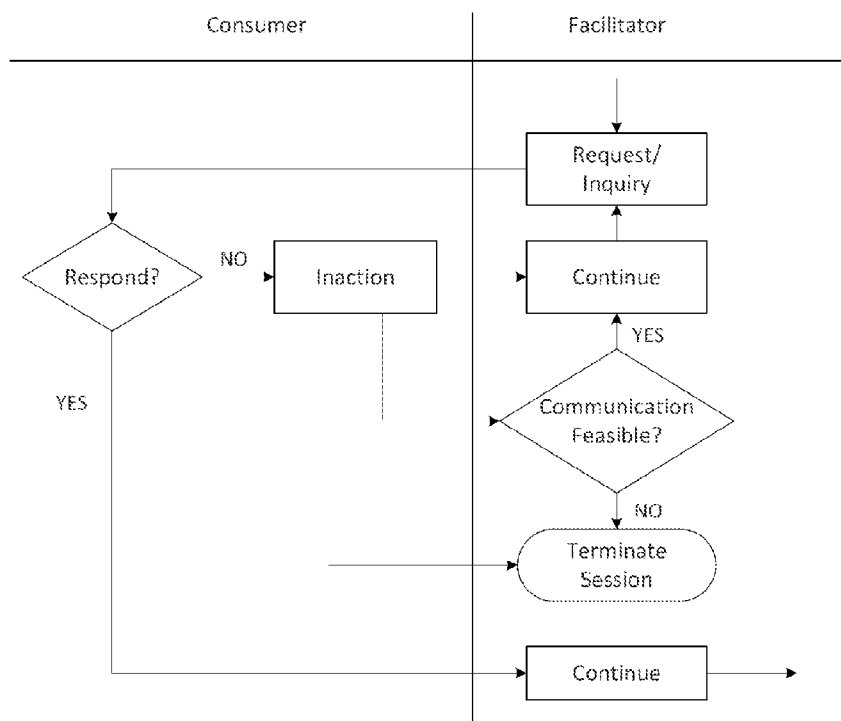 Consumer
Facilitator
Request/
Inquiry
Respond?
NO
Inaction
Continue
YES
YES
Communication
Feasible?
NO
Terminate
Session
Continue